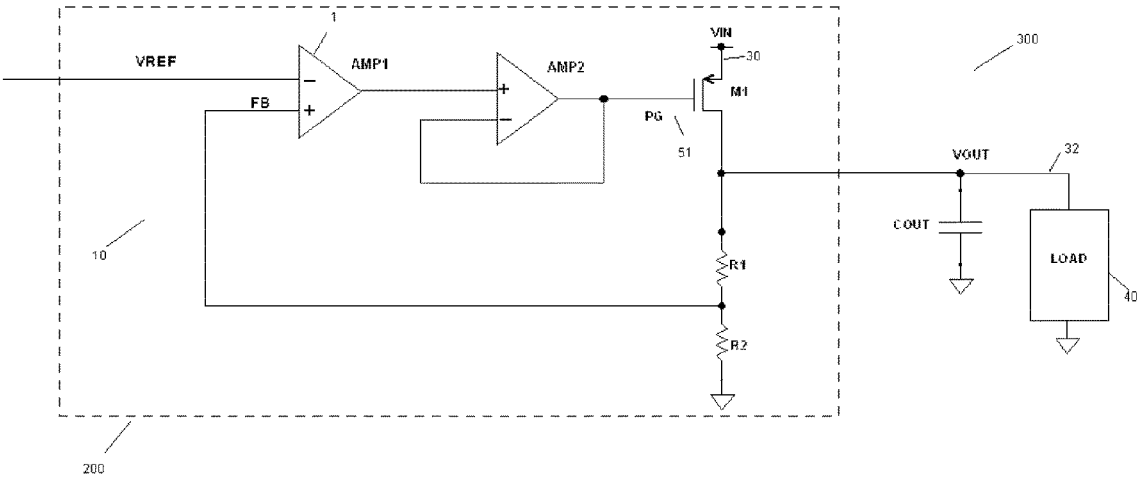 1
VIN
300
VREF
AMP1
AMP2
30
−
M1
FB
+
+
−
PG
51
VOUT
32
10
COUT
R1
LOAD
40
R2
200